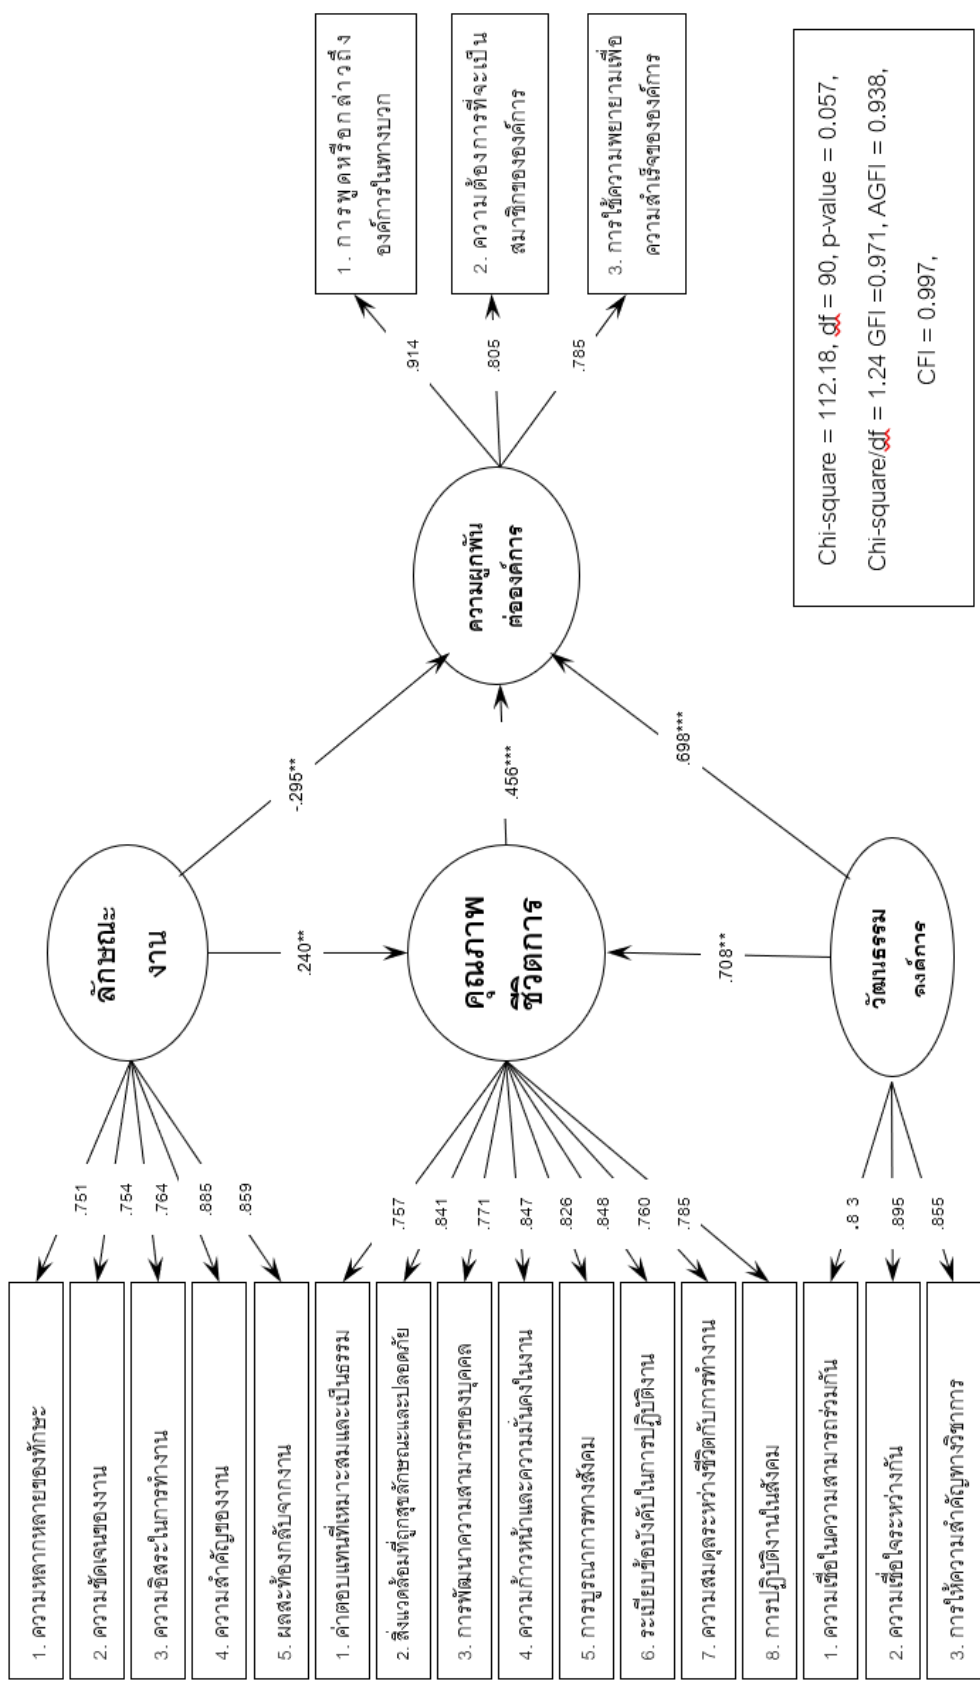 1. ความหลากหลายของทักษะ
2. ความชัดเจนของงาน
3. ความอิสระในการทำงาน
4. ความสำคัญของงาน
5. ผลสะท้องกลับจากงาน
1. ค่าตอบแทนที่เหมาะสมและเป็นธรรม
2. สิ่งแวดล้อมที่ถูกสุขลักษณะและปลอดภัย
3. การพัฒนาความสามารถของบุคคล
4. ความก้าวหน้าและความมั่นคงในงาน
5. การบูรณาการทางสังคม
6. ระเบียบข้อบังคับในการปฏิบัติงาน
7. ความสมดุลระหว่างชีวิตกับการทำงาน
8. การปฏิบัติงานในสังคม
1. ความเชื่อในความสามารถร่วมกัน
2. ความเชื่อใจระหว่างกัน
3. การให้ความสำคัญทางวิชาการ
.751
.754
.764
.885
.859
.757
.841
.771
.847
.826
.848
.760
.785
.8 3
.895
.855
ลักษณะ
งาน
คุณภาพ
ชีวิตการ
วัฒนธรรม
องค์การ
.240**
.708**
-.295**
.456***
.698***
ความผูกพัน
ต่อองค์การ
.914
.805
.785
1. การพูดหรือกล่าวถึง
องค์การในทางบวก
2. ความต้องการที่จะเป็น
สมาชิกขององค์การ
3. การใช้ความพยายามเพื่อ
ความสำเร็จขององค์การ
Chi-square = 112.18, df = 90, p-value = 0.057,
Chi-square/df = 1.24 GFI =0.971, AGFI = 0.938,
CFI = 0.997,